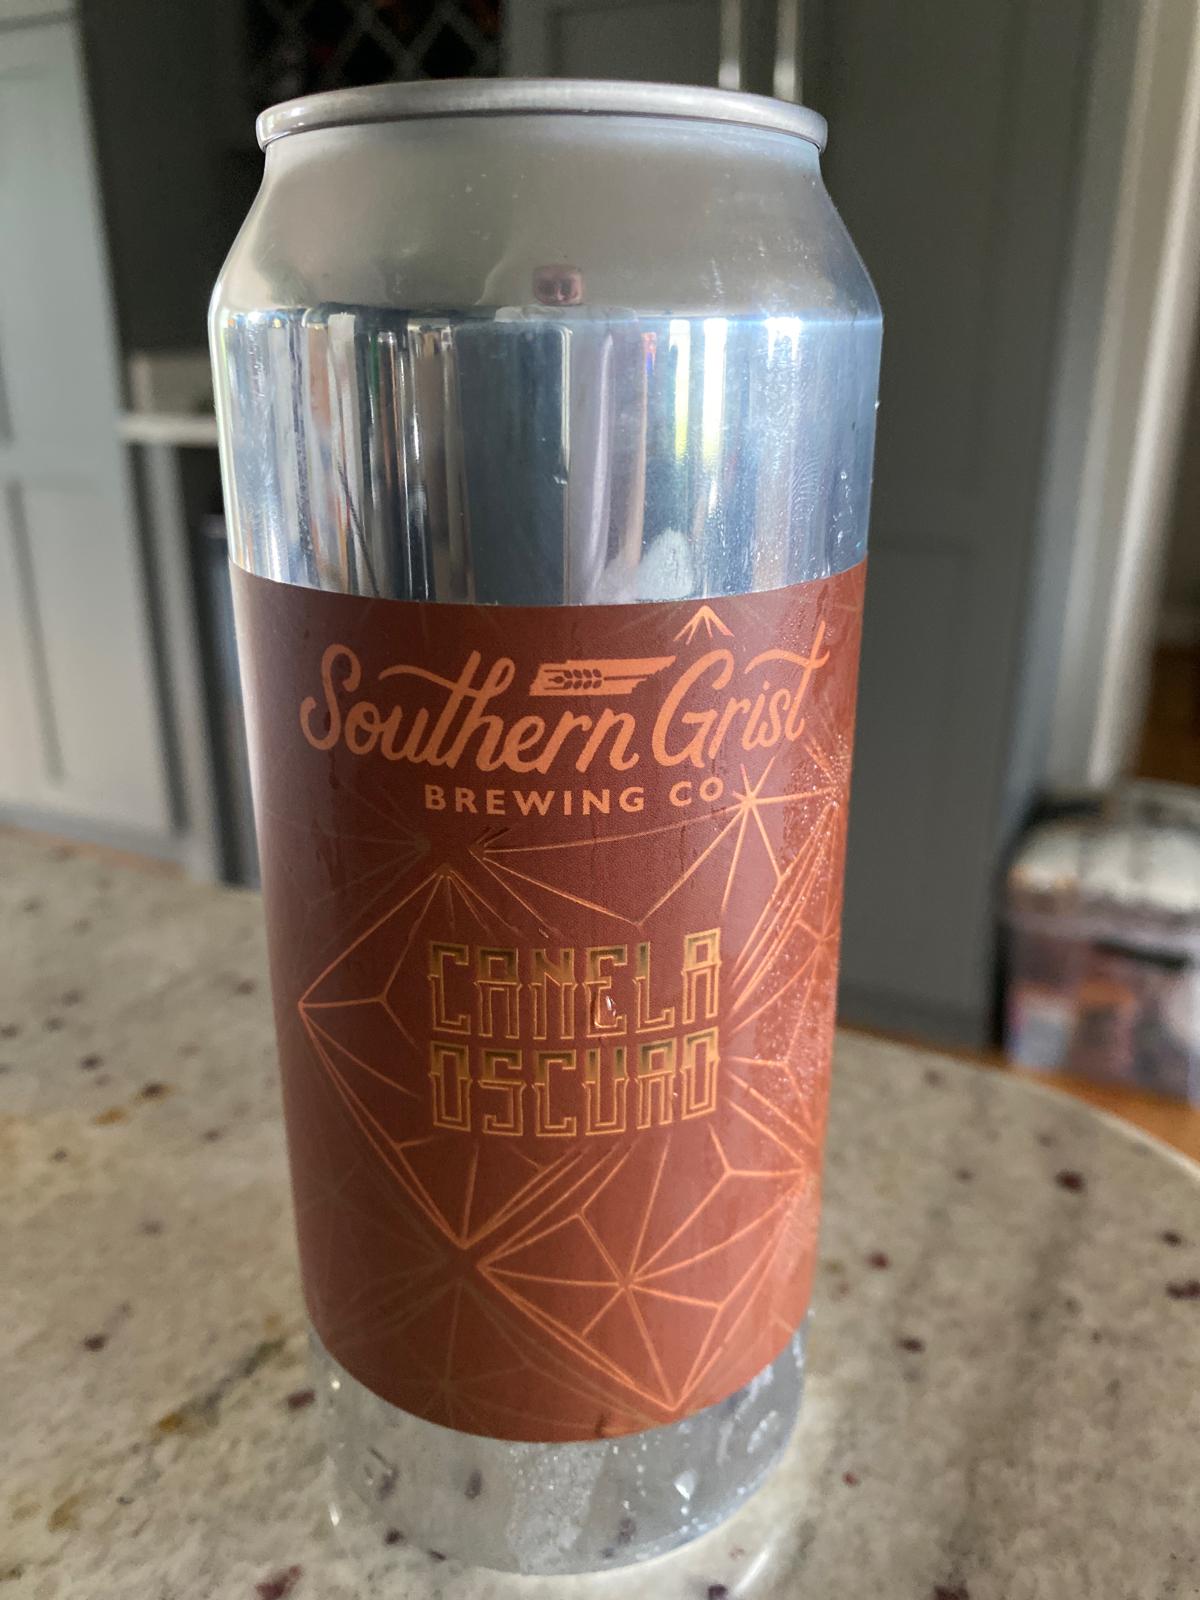 Southern Grist
BREWING CO.
CANELA
OSCURO